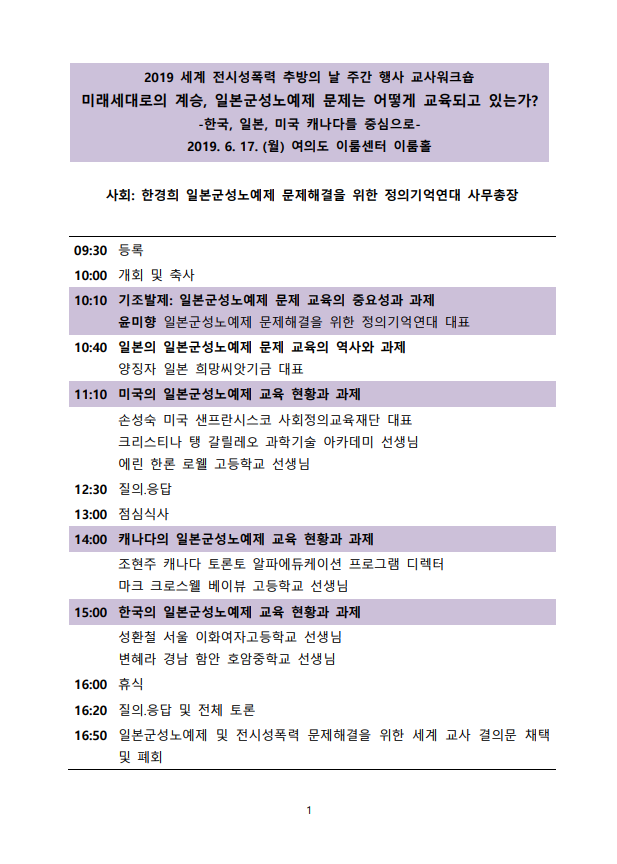 2019 세계 전시성폭력 추방의 날 주간 행사 교사워크숍
미래세대로의 계승, 일본군성노예제 문제는 어떻게 교육되고 있는가?
-한국, 일본, 미국 캐나다를 중심으로-
2019. 6. 17. (월) 여의도 이룸센터 이룸홀
사회: 한경희 일본군성노예제 문제해결을 위한 정의기억연대 사무총장
09:30 등록
10:00 개회 및 축사
10:10 기조발제: 일본군성노예제 문제 교육의 중요성과 과제
윤미향 일본군성노예제 문제해결을 위한 정의기억연대 대표
10:40 일본의 일본군성노예제 문제 교육의 역사와 과제
양징자 일본 희망씨앗기금 대표
11:10 미국의 일본군성노예제 교육 현황과 과제
손성숙 미국 샌프란시스코 사회정의교육재단 대표
크리스티나 탱 갈릴레오 과학기술 아카데미 선생님
에린 한론 로웰 고등학교 선생님
12:30 질의.응답
13:00 점심식사
14:00 캐나다의 일본군성노예제 교육 현황과 과제
조현주 캐나다 토론토 알파에듀케이션 프로그램 디렉터
마크 크로스웰 베이뷰 고등학교 선생님
15:00 한국의 일본군성노예제 교육 현황과 과제
성환철 서울 이화여자고등학교 선생님
변혜라 경남 함안 호암중학교 선생님
16:00 휴식
16:20 질의.응답 및 전체 토론
16:50 일본군성노예제 및 전시성폭력 문제해결을 위한 세계 교사 결의문 채택
및 폐회
1